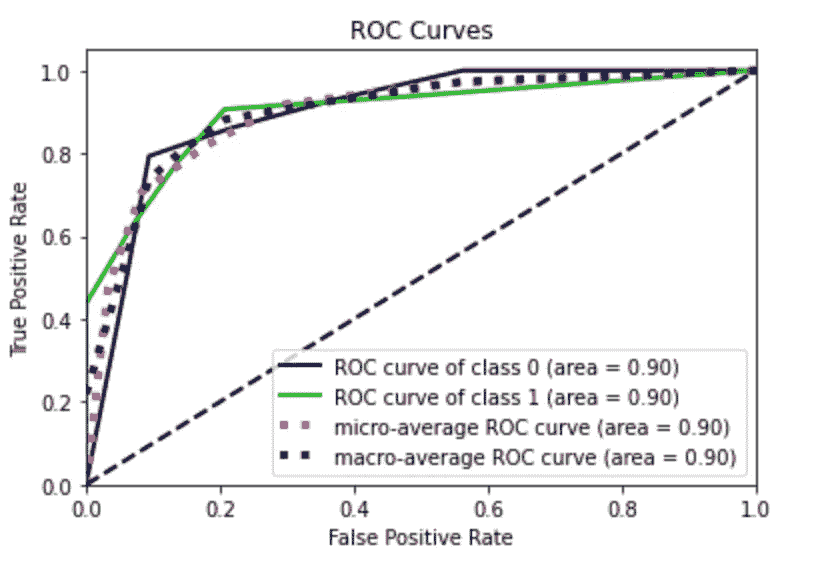 ROC Curves
True Positive Rate
1.0
0.8
0.6
0.4
0.2
0.0
ROC curve of class 0 (area = 0.90)
ROC curve of class 1 (area = 0.90)
micro-average ROC curve (area = 0.90)
macro-average ROC curve (area = 0.90)
0.0 0.2 0.4 0.6 0.8 1.0
False Positive Rate